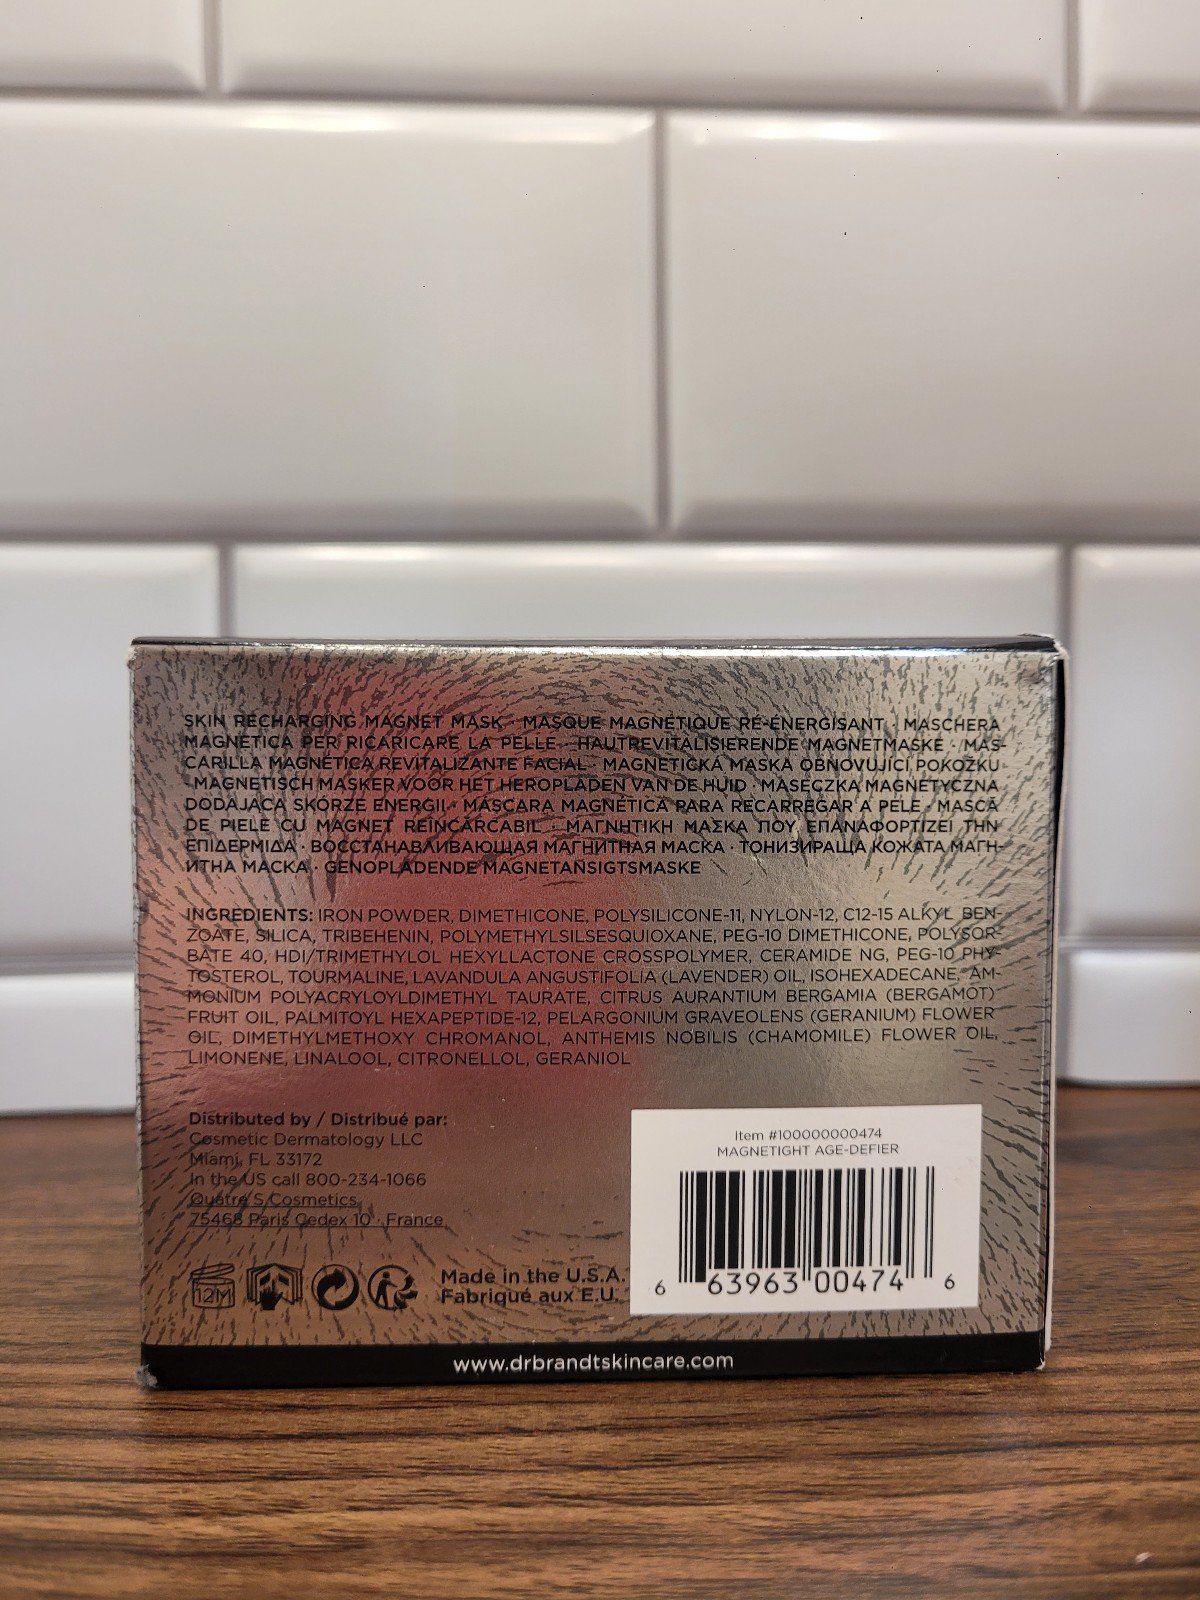 SKIN RECHARGING MAGNET MASK · MASQUE MAGNÉTIQUE RÉ-ÉNERGISANT · MASCHERA
MAGNETICA PER RICARICARE LA PELLE · HAUTREVITALISIERENDE MAGNETMASKE · MAS-
CARILLA MAGNÉTICA REVITALIZANTE FACIAL · MAGNETICKÁ MASKA OBNOVUJÍCÍ POKOŽKU
· MAGNETISCH MASKER VOOR HET HEROPLADEN VAN DE HUID · MASECZKA MAGNETYCZNA
DODAJĄCA SKÓRZE ENERGII · MÁSCARA MAGNÉTICA PARA RECARREGAR A PELE · MASCĂ
DE PIELE CU MAGNET REÎNCĂRCABIL · ΜΑΓΝΗΤΙΚΗ ΜΑΣΚΑ ΠΟΥ ΕΠΑΝΑΦΟΡΤΙΖΕΙ ΤΗΝ
ΕΠΙΔΕΡΜΙΔΑ · ВОССТАНАВЛИВАЮЩАЯ МАГНИТНАЯ МАСКА · ТОНИЗИРАЩА КОЖАТА МАГН-
ИТНА МАСКА · GENOPLADENDE MAGNETANSIGTSMASKE
INGREDIENTS: IRON POWDER, DIMETHICONE, POLYSILICONE-11, NYLON-12, C12-15 ALKYL BEN-
ZOATE, SILICA, TRIBEHENIN, POLYMETHYLSILSESQUIOXANE, PEG-10 DIMETHICONE, POLYSOR-
BATE 40, HDI/TRIMETHYLOL HEXYLLACTONE CROSSPOLYMER, CERAMIDE NG, PEG-10 PHY-
TOSTEROL, TOURMALINE, LAVANDULA ANGUSTIFOLIA (LAVENDER) OIL, ISOHEXADECANE, AM-
MONIUM POLYACRYLOYLDIMETHYL TAURATE, CITRUS AURANTIUM BERGAMIA (BERGAMOT)
FRUIT OIL, PALMITOYL HEXAPEPTIDE-12, PELARGONIUM GRAVEOLENS (GERANIUM) FLOWER
OIL, DIMETHYLMETHOXY CHROMANOL, ANTHEMIS NOBILIS (CHAMOMILE) FLOWER OIL,
LIMONENE, LINALOOL, CITRONELLOL, GERANIOL
Distributed by / Distribué par:
Cosmetic Dermatology LLC
Miami, FL 33172
In the US call 800-234-1066
Quatre S Cosmetics
75468 Paris Cedex 10 · France
12M
Made in the U.S.A.
Fabriqué aux E.U.
Item #100000000474
MAGNETIGHT AGE-DEFIER
6 63963 00474 6
www.drbrandtskincare.com